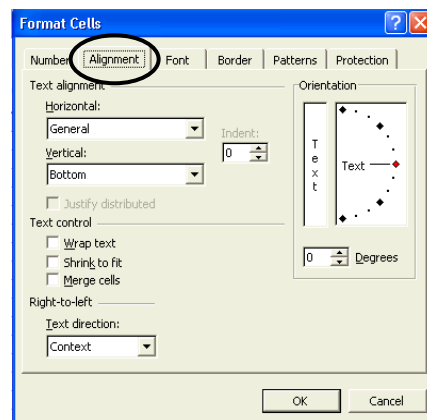 Format Cells
Number Alignment Font Border Patterns Protection
Text alignment
Horizontal:
General
Indent:
0
Vertical:
Bottom
Justify distributed
Text control
Wrap text
Shrink to fit
Merge cells
Right-to-left
Text direction:
Context
Orientation
T
e
x
t
Text
0 Degrees
OK Cancel